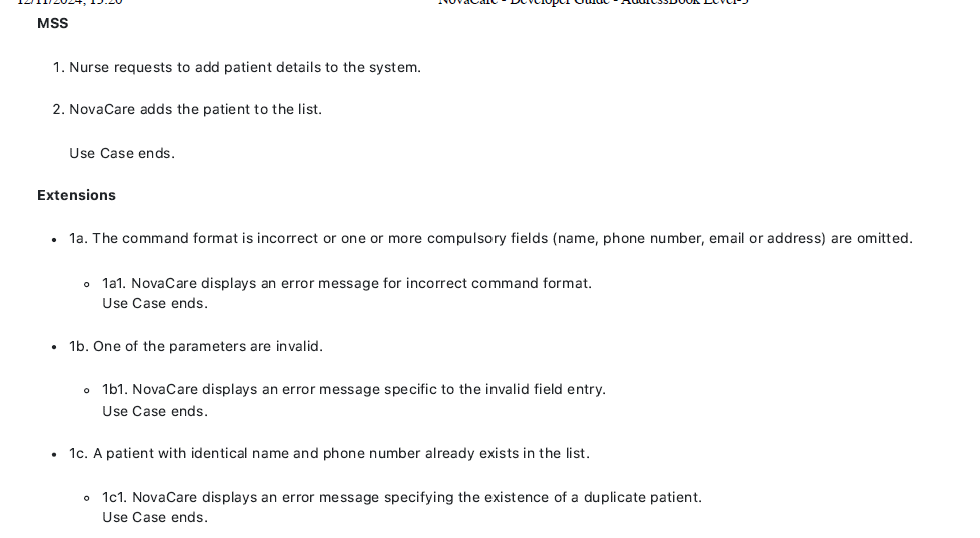 12/11/2024, 15:20 NovaCare - Developer Guide - AddressBook Level-3
MSS
1. Nurse requests to add patient details to the system.
2. NovaCare adds the patient to the list.
Use Case ends.
Extensions
• 1a. The command format is incorrect or one or more compulsory fields (name, phone number, email or address) are omitted.
◦ 1a1. NovaCare displays an error message for incorrect command format.
Use Case ends.
• 1b. One of the parameters are invalid.
◦ 1b1. NovaCare displays an error message specific to the invalid field entry.
Use Case ends.
• 1c. A patient with identical name and phone number already exists in the list.
◦ 1c1. NovaCare displays an error message specifying the existence of a duplicate patient.
Use Case ends.